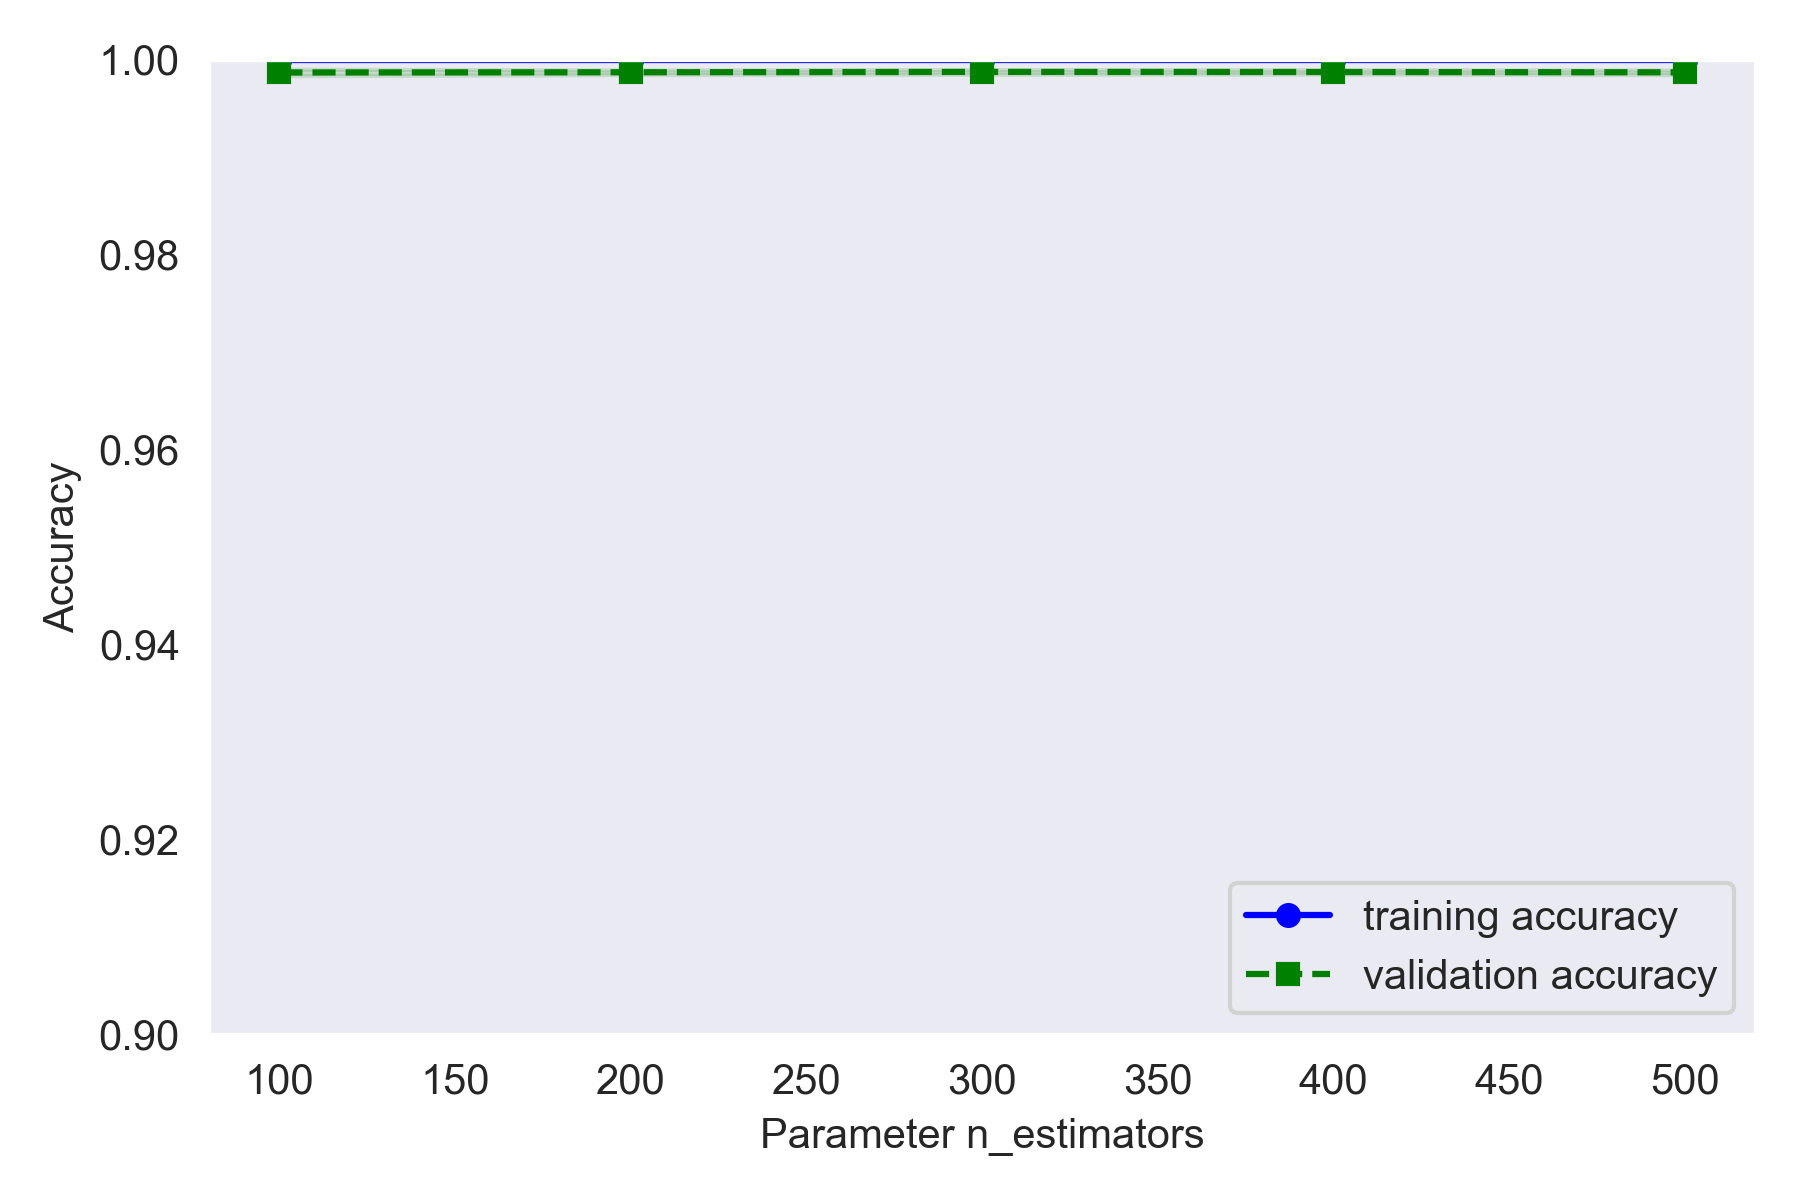 1.00
0.98
0.96
0.94
0.92
0.90
Accuracy
training accuracy
validation accuracy
100 150 200 250 300 350 400 450 500
Parameter n_estimators